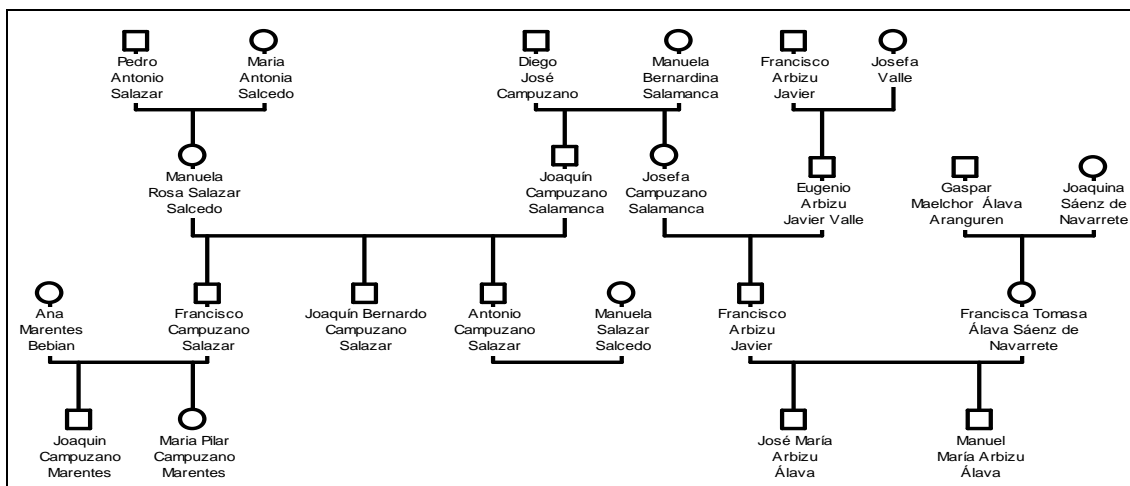 Pedro
Antonio
Salazar
Maria
Antonia
Salcedo
Diego
José
Campuzano
Manuela
Bernardina
Salamanca
Francisco
Arbizu
Javier
Josefa
Valle
Manuela
Rosa Salazar
Salcedo
Joaquín
Campuzano
Salamanca
Josefa
Campuzano
Salamanca
Eugenio
Arbizu
Javier Valle
Gaspar
Maelchor Álava
Aranguren
Joaquina
Sáenz de
Navarrete
Ana
Marentes
Bebian
Francisco
Campuzano
Salazar
Joaquín Bernardo
Campuzano
Salazar
Antonio
Campuzano
Salazar
Manuela
Salazar
Salcedo
Francisco
Arbizu
Javier
Francisca Tomasa
Álava Sáenz de
Navarrete
Joaquin
Campuzano
Marentes
Maria Pilar
Campuzano
Marentes
José María
Arbizu
Álava
Manuel
María Arbizu
Álava